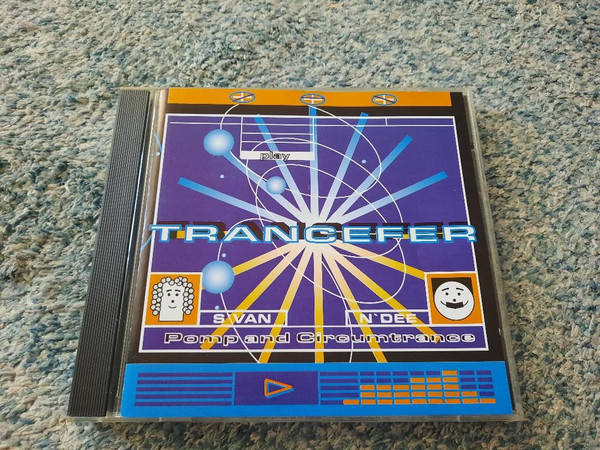 play
TRANCEFER
S'VAN
N'DEE
Pomp and Circumtrance